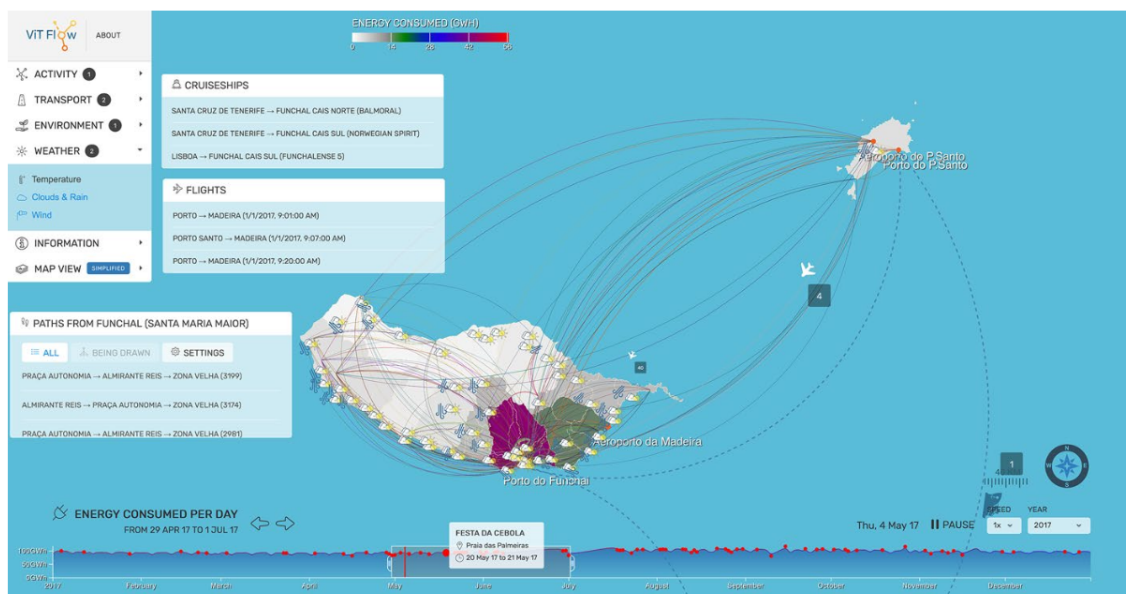 ViT Flow
ABOUT
ACTIVITY 1
TRANSPORT 2
ENVIRONMENT 1
WEATHER 2
Temperature
Clouds & Rain
Wind
INFORMATION
MAP VIEW SIMPLIFIED
ENERGY CONSUMED (GWH)
0 14 28 42 56
CRUISESHIPS
SANTA CRUZ DE TENERIFE → FUNCHAL CAIS NORTE (BALMORAL)
SANTA CRUZ DE TENERIFE → FUNCHAL CAIS SUL (NORWEGIAN SPIRIT)
LISBOA → FUNCHAL CAIS SUL (FUNCHALENSE 5)
FLIGHTS
PORTO → MADEIRA (1/1/2017, 9:01:00 AM)
PORTO SANTO → MADEIRA (1/1/2017, 9:07:00 AM)
PORTO → MADEIRA (1/1/2017, 9:20:00 AM)
PATHS FROM FUNCHAL (SANTA MARIA MAIOR)
ALL BEING DRAWN SETTINGS
PRAÇA AUTONOMIA → ALMIRANTE REIS → ZONA VELHA (3199)
ALMIRANTE REIS → PRAÇA AUTONOMIA → ZONA VELHA (3174)
PRAÇA AUTONOMIA → ALMIRANTE REIS → ZONA VELHA (2981)
Aeroporto do P.Santo
Porto do P.Santo
4
Aeroporto da Madeira
Porto do Funchal
1
N
W E
S
ENERGY CONSUMED PER DAY
FROM 29 APR 17 TO 1 JUL 17
FESTA DA CEBOLA
Praia das Palmeiras
20 May 17 to 21 May 17
Thu, 4 May 17 PAUSE
SPEED YEAR
1x 2017
100GWh
50GWh
0GWh
2017 February March April May June July August September October November December